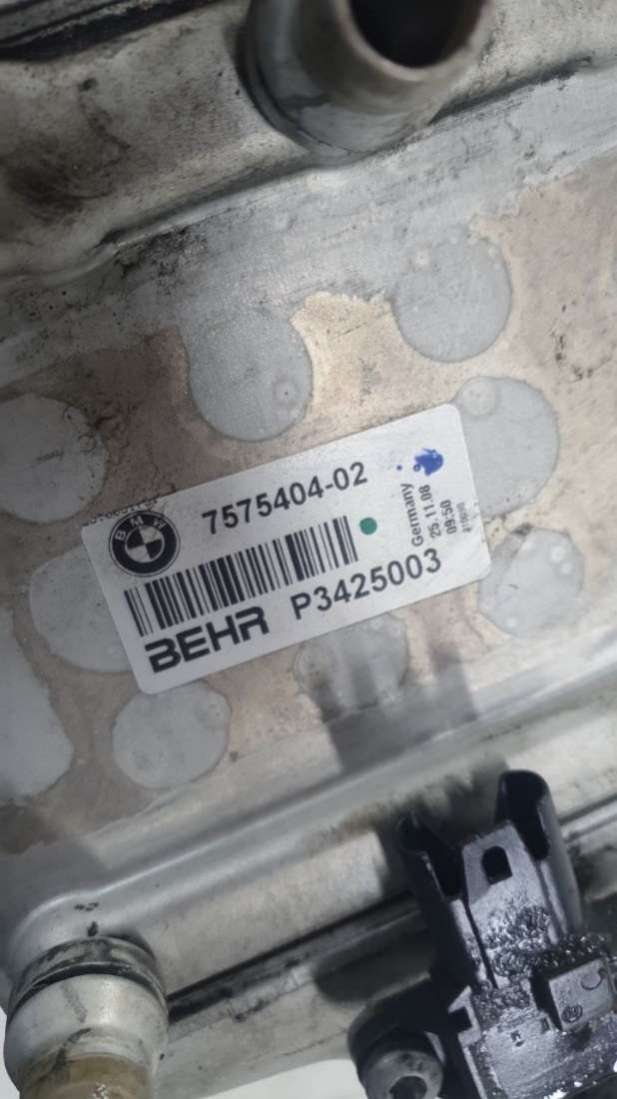 BMW
7575404-02
BEHR P3425003
Germany
25.11.08
09:50